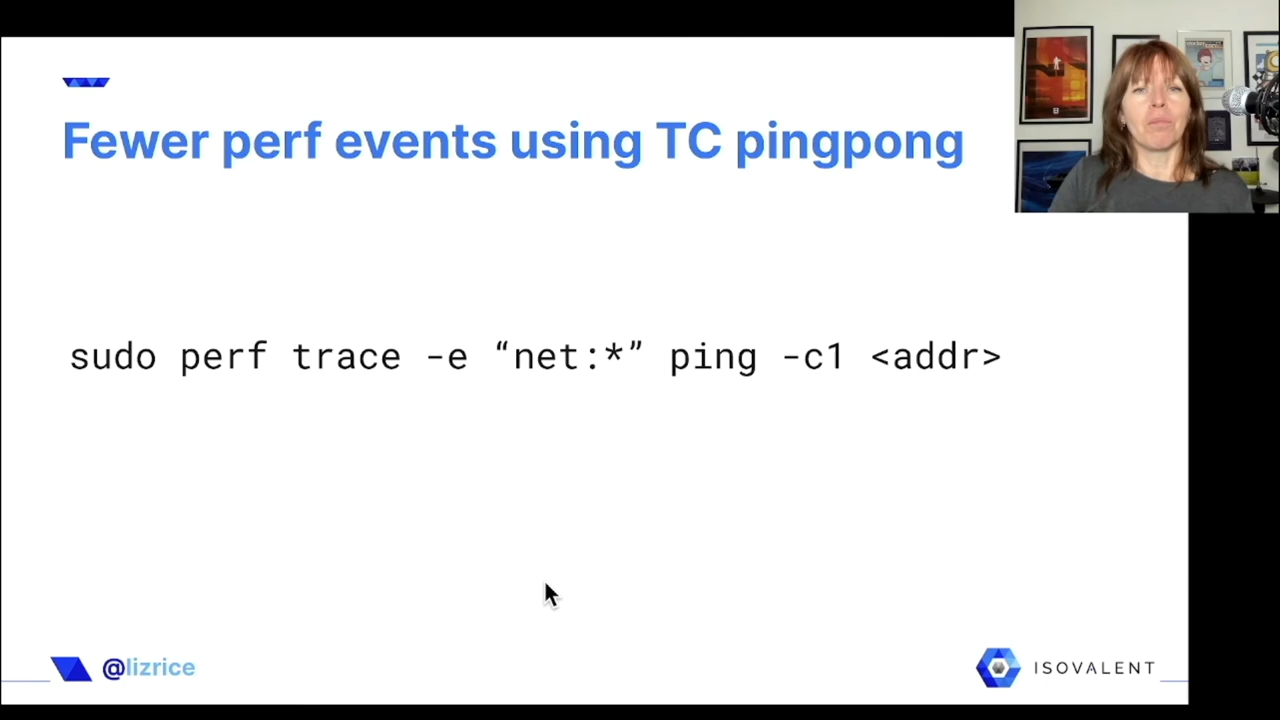 Fewer perf events using TC pingpong
sudo perf trace -e “net:*” ping -c1 <addr>
@lizrice
ISOVALENT